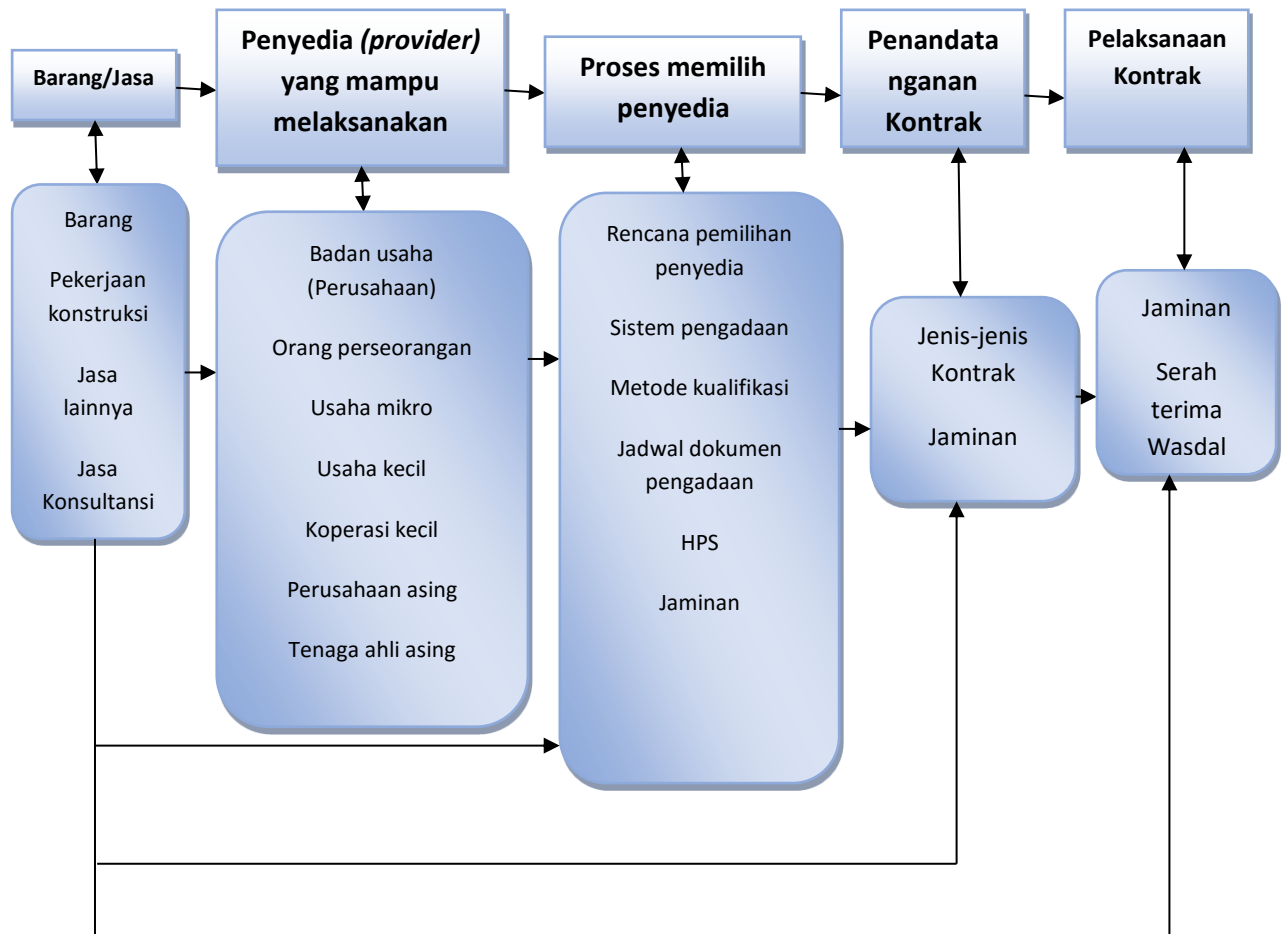 Barang/Jasa
Penyedia (provider)
yang mampu
melaksanakan
Proses memilih
penyedia
Penandata
nganan
Kontrak
Pelaksanaan
Kontrak
Barang
Pekerjaan
konstruksi
Jasa
lainnya
Jasa
Konsultansi
Badan usaha
(Perusahaan)
Orang perseorangan
Usaha mikro
Usaha kecil
Koperasi kecil
Perusahaan asing
Tenaga ahli asing
Rencana pemilihan
penyedia
Sistem pengadaan
Metode kualifikasi
Jadwal dokumen
pengadaan
HPS
Jaminan
Jenis-jenis
Kontrak
Jaminan
Jaminan
Serah
terima
Wasdal